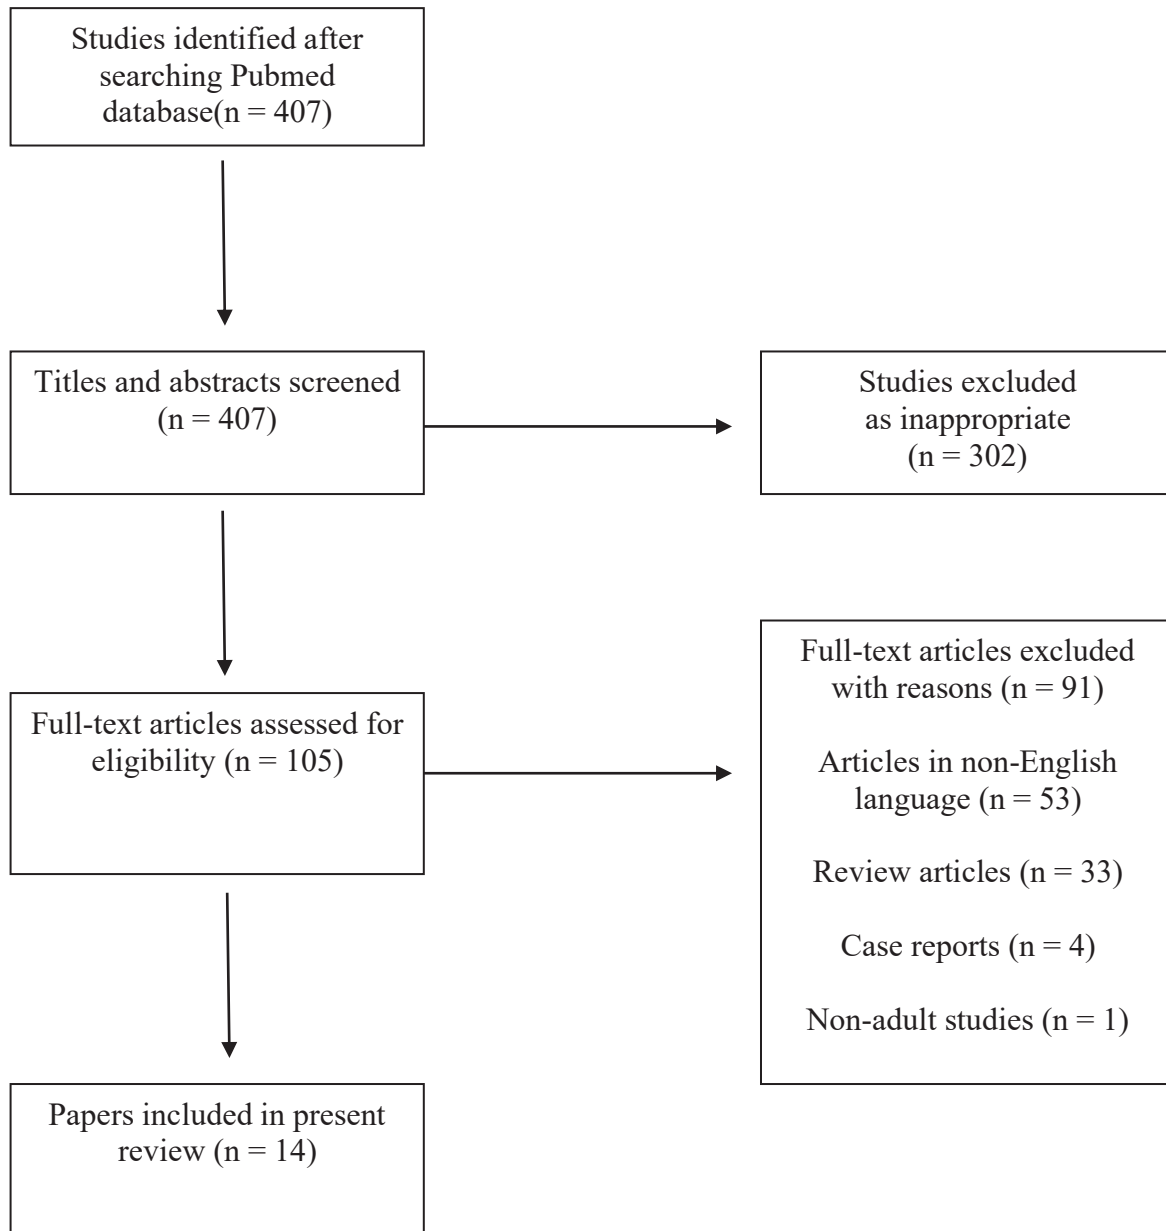 Studies identified after
searching Pubmed
database(n = 407)
Titles and abstracts screened
(n = 407)
Studies excluded
as inappropriate
(n = 302)
Full-text articles assessed for
eligibility (n = 105)
Full-text articles excluded
with reasons (n = 91)
Articles in non-English
language (n = 53)
Review articles (n = 33)
Case reports (n = 4)
Non-adult studies (n = 1)
Papers included in present
review (n = 14)